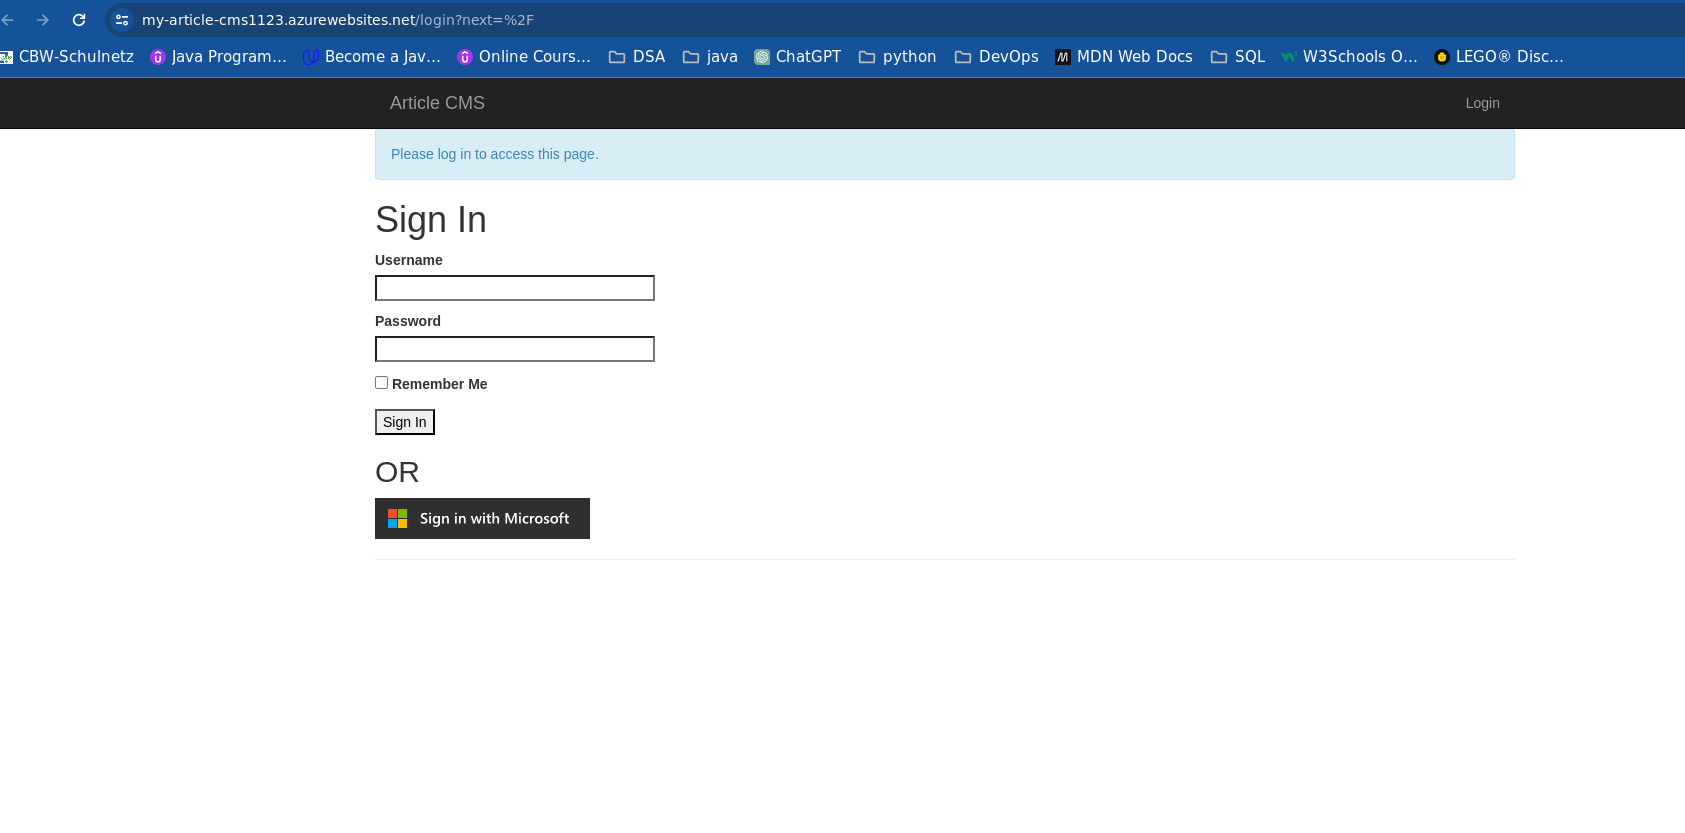 my-article-cms1123.azurewebsites.net/login?next=%2F
CBW-Schulnetz Java Program... Become a Jav... Online Cours... DSA java ChatGPT python DevOps MDN Web Docs SQL W3Schools O... LEGO® Disc...
Article CMS Login
Please log in to access this page.
Sign In
Username
Password
Remember Me
Sign In
OR
Sign in with Microsoft